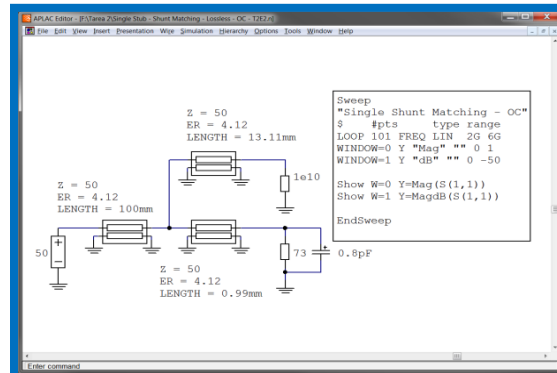 APLAC Editor - [F:\Tarea 2\Single Stub - Shunt Matching - Lossless - OC - T2E2.n]
File Edit View Insert Presentation Wire Simulation Hierarchy Options Tools Window Help
Z = 50
ER = 4.12
LENGTH = 13.11mm
1e10
Z = 50
ER = 4.12
LENGTH = 100mm
50
73
0.8pF
Z = 50
ER = 4.12
LENGTH = 0.99mm
Sweep
"Single Shunt Matching - OC"
$ #pts type range
LOOP 101 FREQ LIN 2G 6G
WINDOW=0 Y "Mag" "" 0 1
WINDOW=1 Y "dB" "" 0 -50
Show W=0 Y=Mag(S(1,1))
Show W=1 Y=MagdB(S(1,1))
EndSweep
Enter command